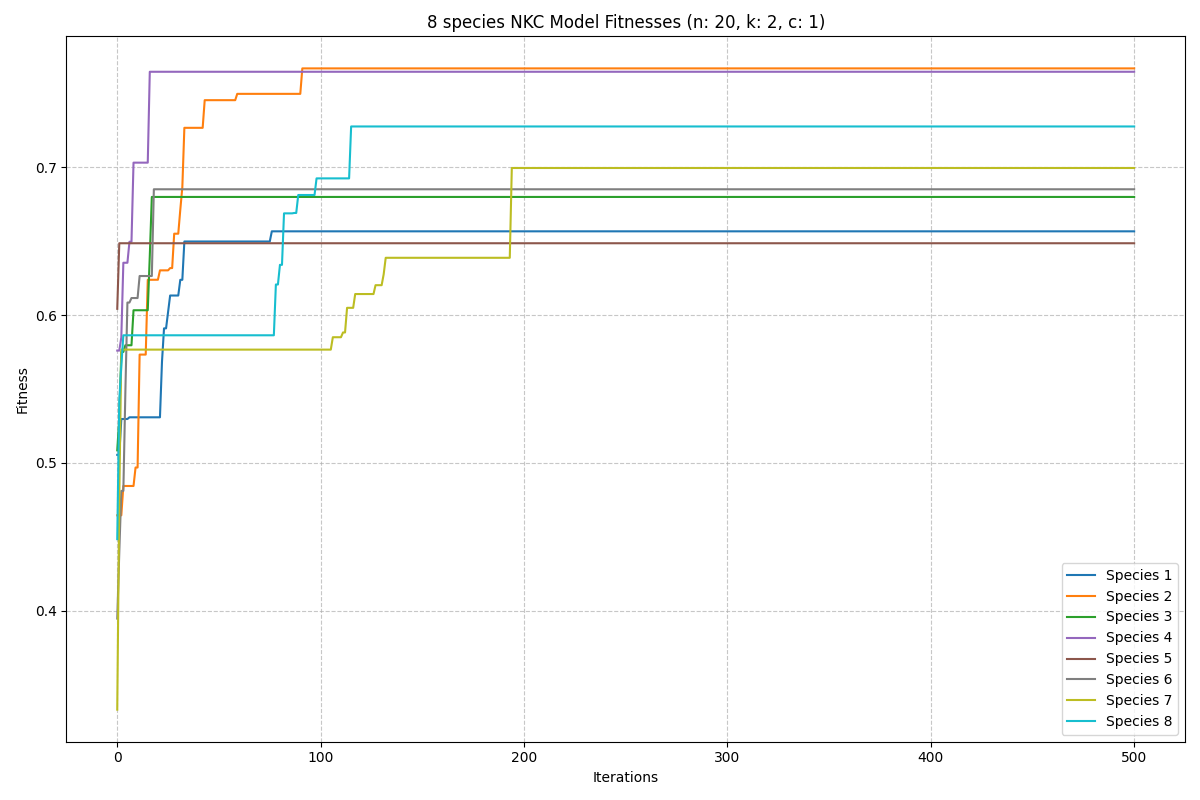 8 species NKC Model Fitnesses (n: 20, k: 2, c: 1)
Fitness
0.7
0.6
0.5
0.4
0
100
200
300
400
500
Iterations
Species 1
Species 2
Species 3
Species 4
Species 5
Species 6
Species 7
Species 8